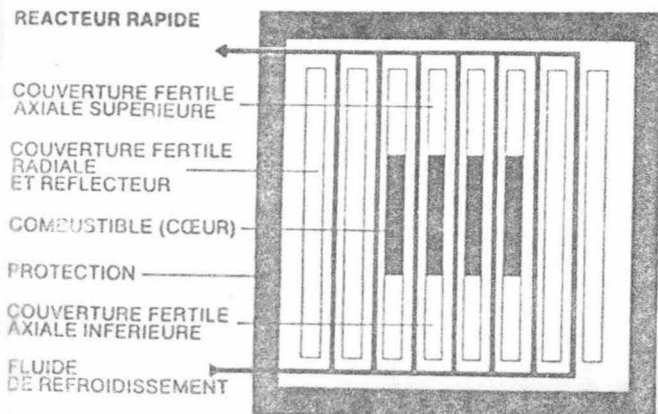 REACTEUR RAPIDE
COUVERTURE FERTILE
AXIALE SUPERIEURE
COUVERTURE FERTILE
RADIALE
ET REFLECTEUR
COMBUSTIBLE (CŒUR)
PROTECTION
COUVERTURE FERTILE
AXIALE INFERIEURE
FLUIDE
DE REFROIDISSEMENT